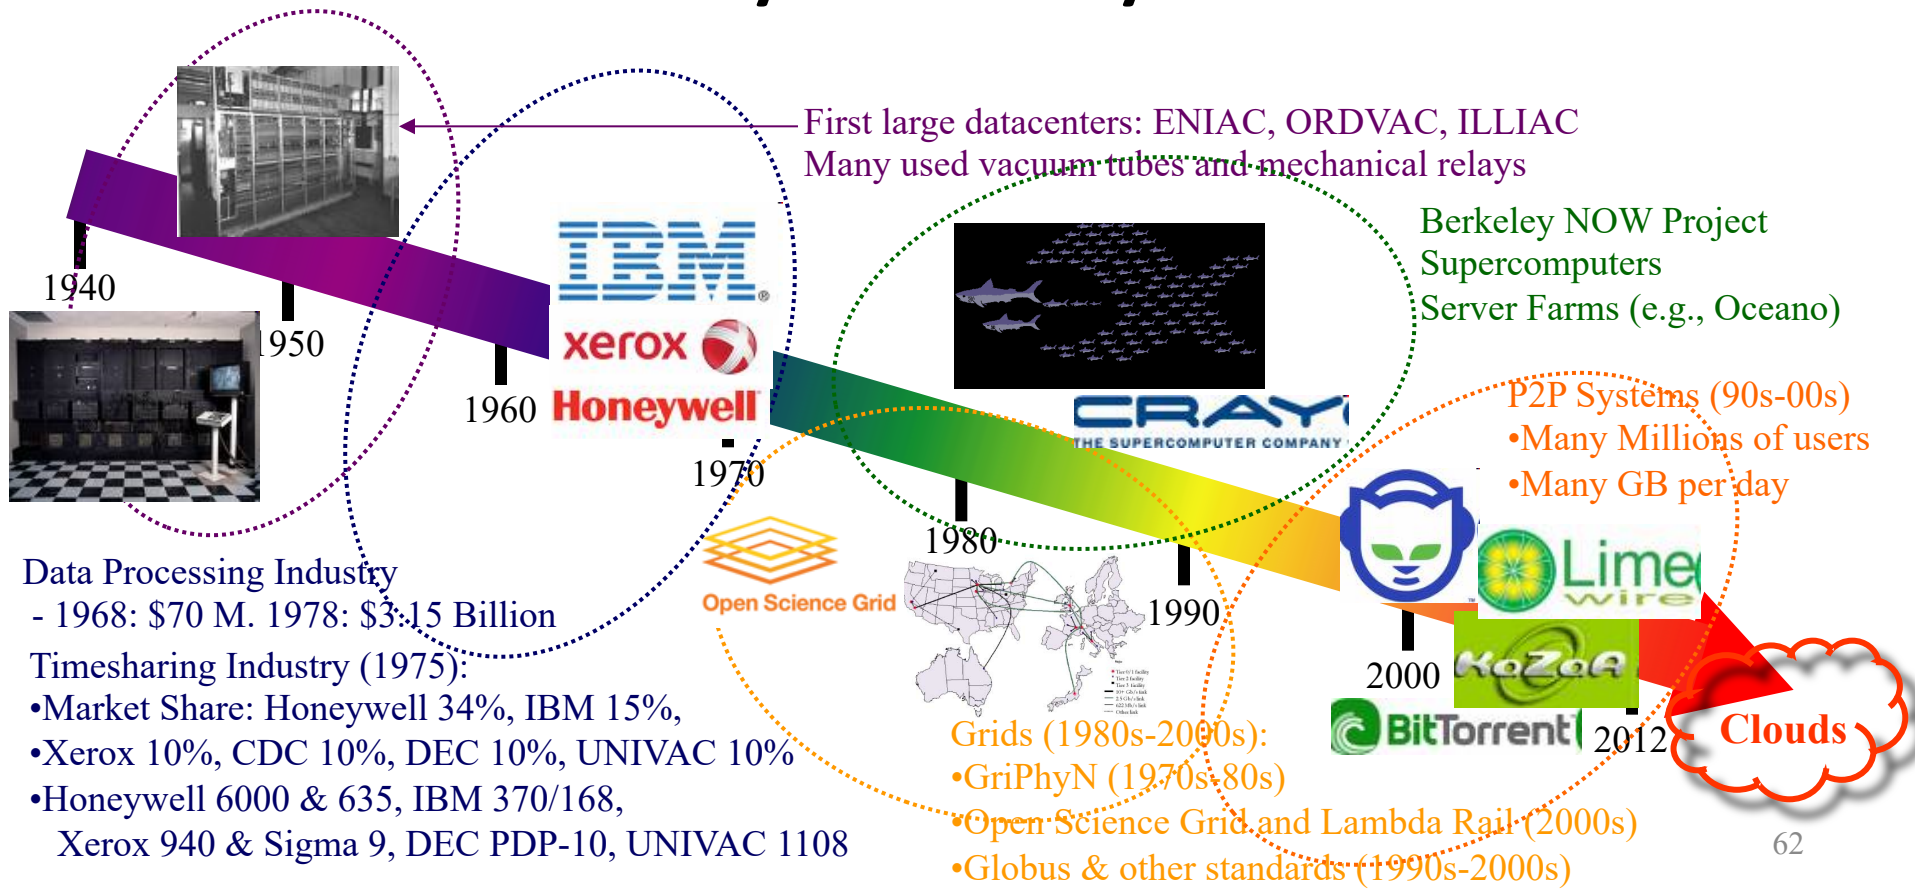 First large datacenters: ENIAC, ORDVAC, ILLIAC
Many used vacuum tubes and mechanical relays
Berkeley NOW Project
Supercomputers
Server Farms (e.g., Oceano)
1940
1950
1960
1970
1980
1990
2000
2012
IBM®
xerox
Honeywell
CRAY
THE SUPERCOMPUTER COMPANY
P2P Systems (90s-00s)
•Many Millions of users
•Many GB per day
Open Science Grid
Lime
wire
KaZaA
BitTorrent
Clouds
Data Processing Industry
- 1968: $70 M. 1978: $3.15 Billion
Timesharing Industry (1975):
•Market Share: Honeywell 34%, IBM 15%,
•Xerox 10%, CDC 10%, DEC 10%, UNIVAC 10%
•Honeywell 6000 & 635, IBM 370/168,
Xerox 940 & Sigma 9, DEC PDP-10, UNIVAC 1108
Grids (1980s-2000s):
•GriPhyN (1970s-80s)
•Open Science Grid and Lambda Rail (2000s)
•Globus & other standards (1990s-2000s)
62